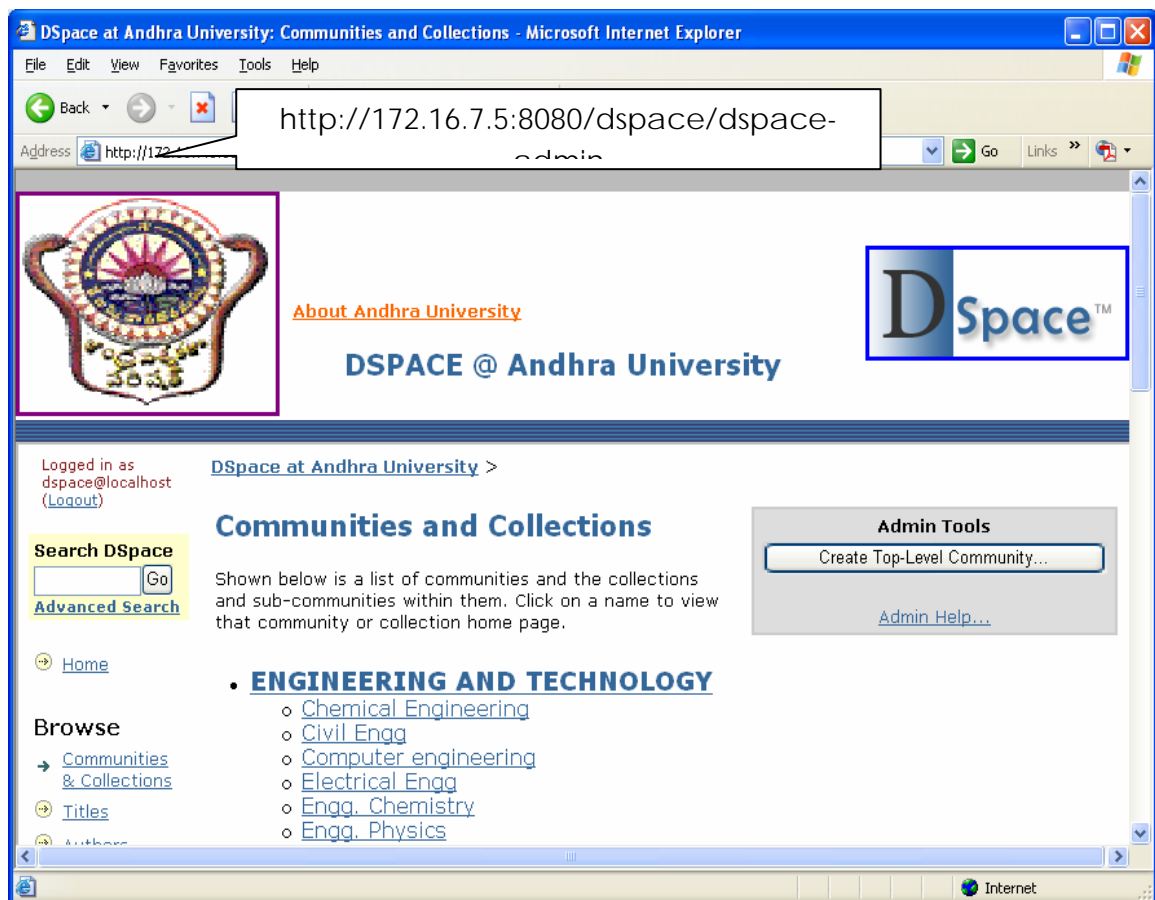 DSpace at Andhra University: Communities and Collections - Microsoft Internet Explorer
File Edit View Favorites Tools Help
Back
http://172.16.7.5:8080/dspace/dspace-
admin
Address http://172. Go Links »
About Andhra University
DSPACE @ Andhra University
DSpace™
Logged in as
dspace@localhost
(Logout)
DSpace at Andhra University >
Communities and Collections
Admin Tools
Create Top-Level Community...
Admin Help...
Search DSpace
Go
Advanced Search
Shown below is a list of communities and the collections
and sub-communities within them. Click on a name to view
that community or collection home page.
Home
Browse
Communities
& Collections
Titles
Authors
• ENGINEERING AND TECHNOLOGY
o Chemical Engineering
o Civil Engg
o Computer engineering
o Electrical Engg
o Engg. Chemistry
o Engg. Physics
Internet